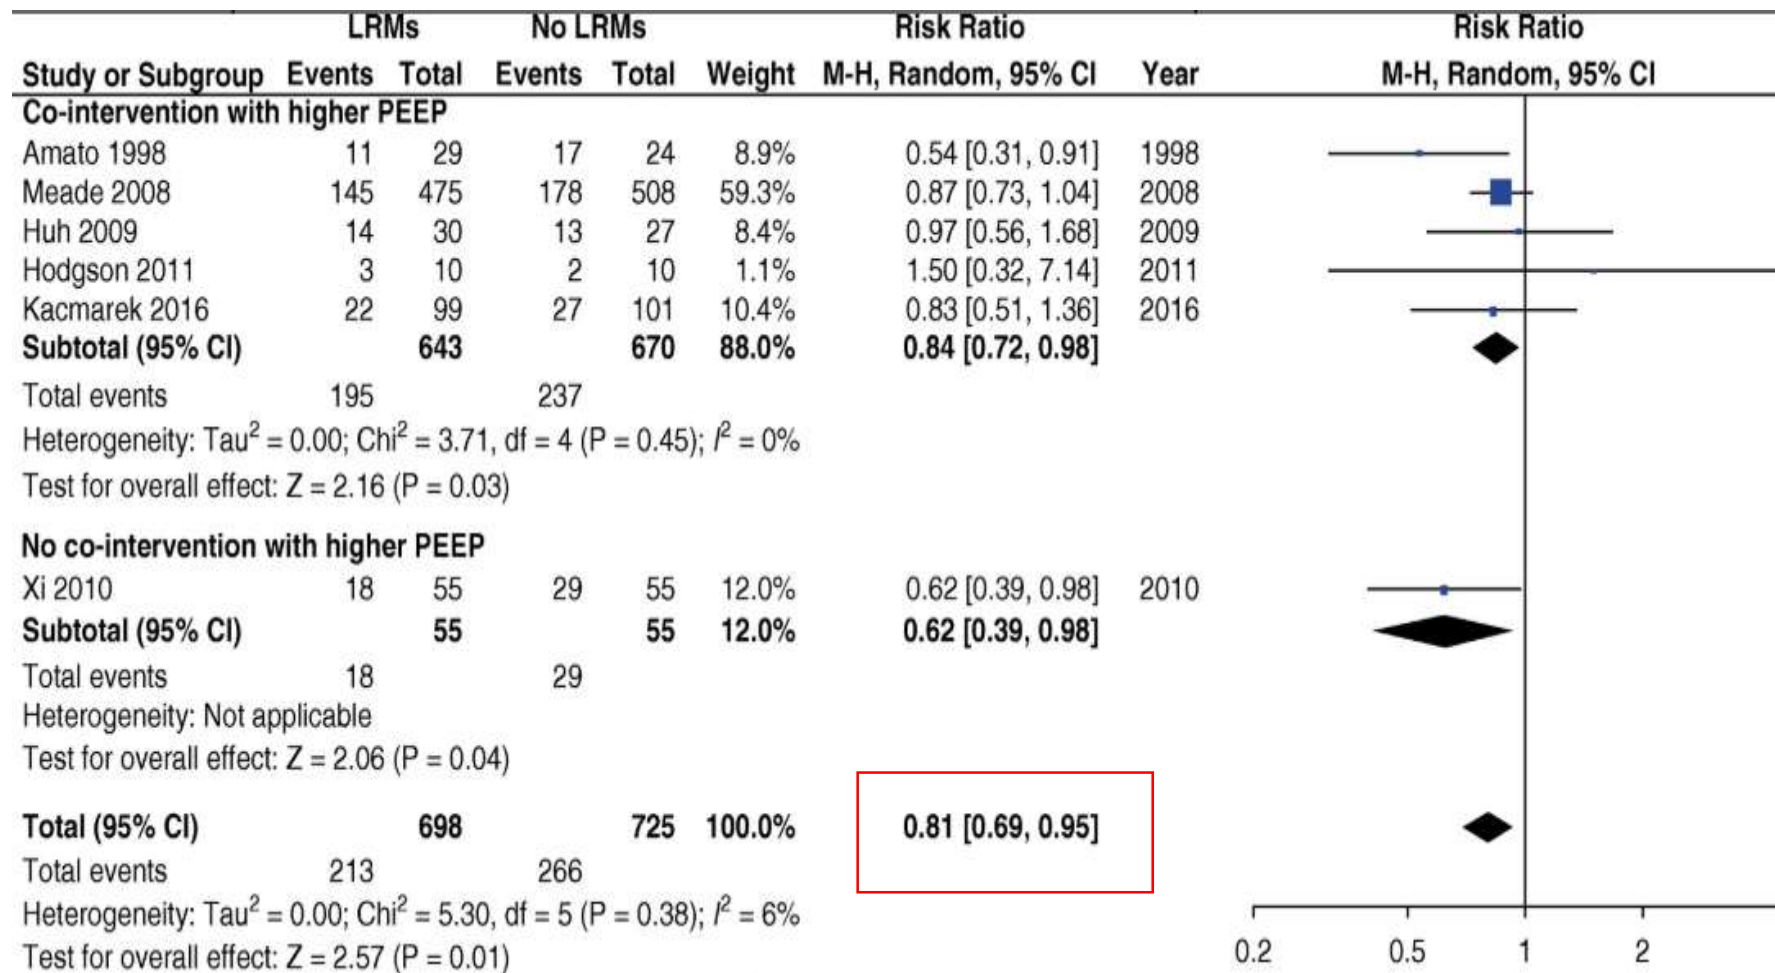 LRMs No LRMs Risk Ratio Risk Ratio
Study or Subgroup Events Total Events Total Weight M-H, Random, 95% CI Year M-H, Random, 95% CI
Co-intervention with higher PEEP
Amato 1998 11 29 17 24 8.9% 0.54 [0.31, 0.91] 1998
Meade 2008 145 475 178 508 59.3% 0.87 [0.73, 1.04] 2008
Huh 2009 14 30 13 27 8.4% 0.97 [0.56, 1.68] 2009
Hodgson 2011 3 10 2 10 1.1% 1.50 [0.32, 7.14] 2011
Kacmarek 2016 22 99 27 101 10.4% 0.83 [0.51, 1.36] 2016
Subtotal (95% CI) 643 670 88.0% 0.84 [0.72, 0.98]
Total events 195 237
Heterogeneity: Tau² = 0.00; Chi² = 3.71, df = 4 (P = 0.45); I² = 0%
Test for overall effect: Z = 2.16 (P = 0.03)
No co-intervention with higher PEEP
Xi 2010 18 55 29 55 12.0% 0.62 [0.39, 0.98] 2010
Subtotal (95% CI) 55 55 12.0% 0.62 [0.39, 0.98]
Total events 18 29
Heterogeneity: Not applicable
Test for overall effect: Z = 2.06 (P = 0.04)
Total (95% CI) 698 725 100.0% 0.81 [0.69, 0.95]
Total events 213 266
Heterogeneity: Tau² = 0.00; Chi² = 5.30, df = 5 (P = 0.38); I² = 6%
Test for overall effect: Z = 2.57 (P = 0.01)
0.2 0.5 1 2